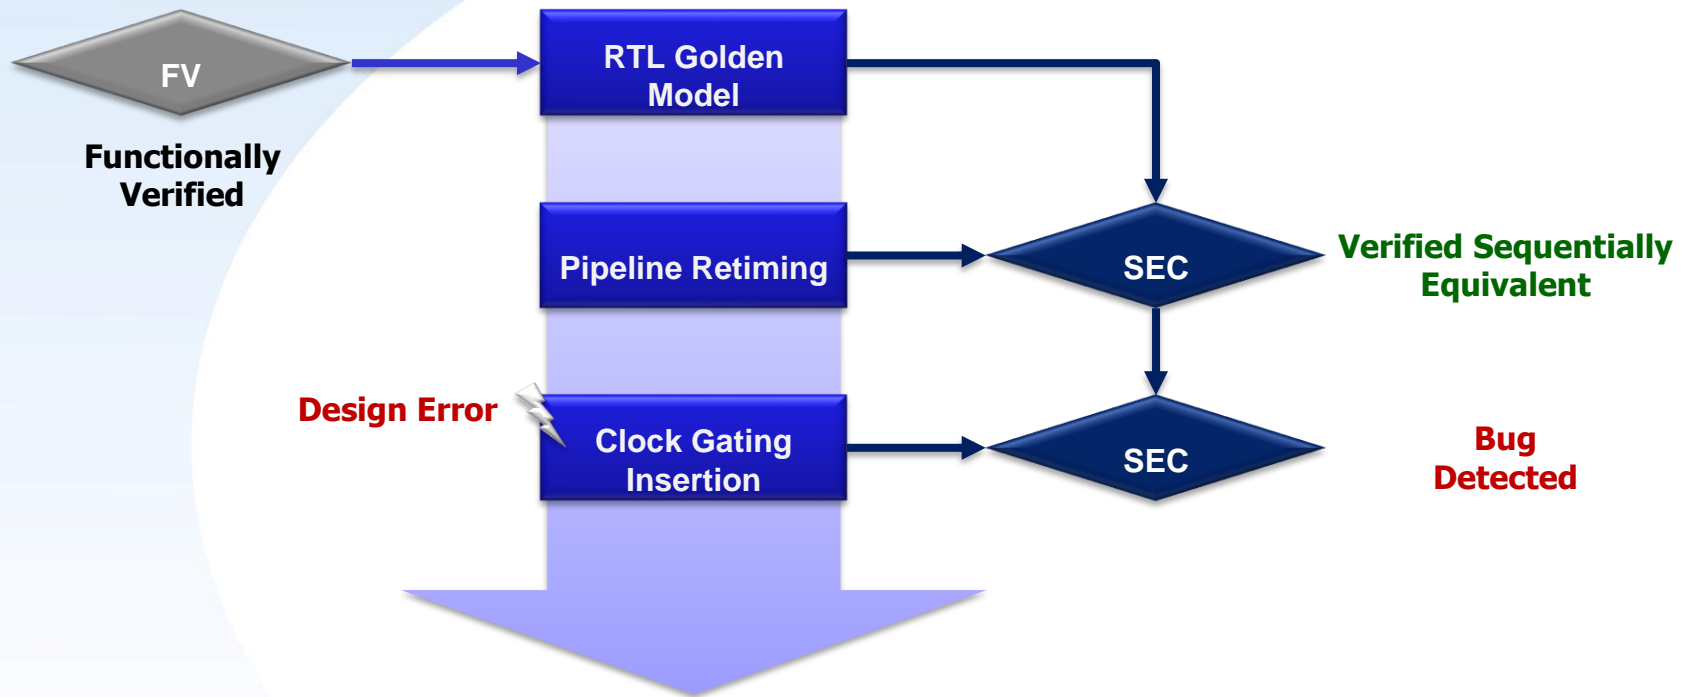 FV
Functionally
Verified
RTL Golden
Model
Pipeline Retiming
SEC
Verified Sequentially
Equivalent
Design Error
Clock Gating
Insertion
SEC
Bug
Detected